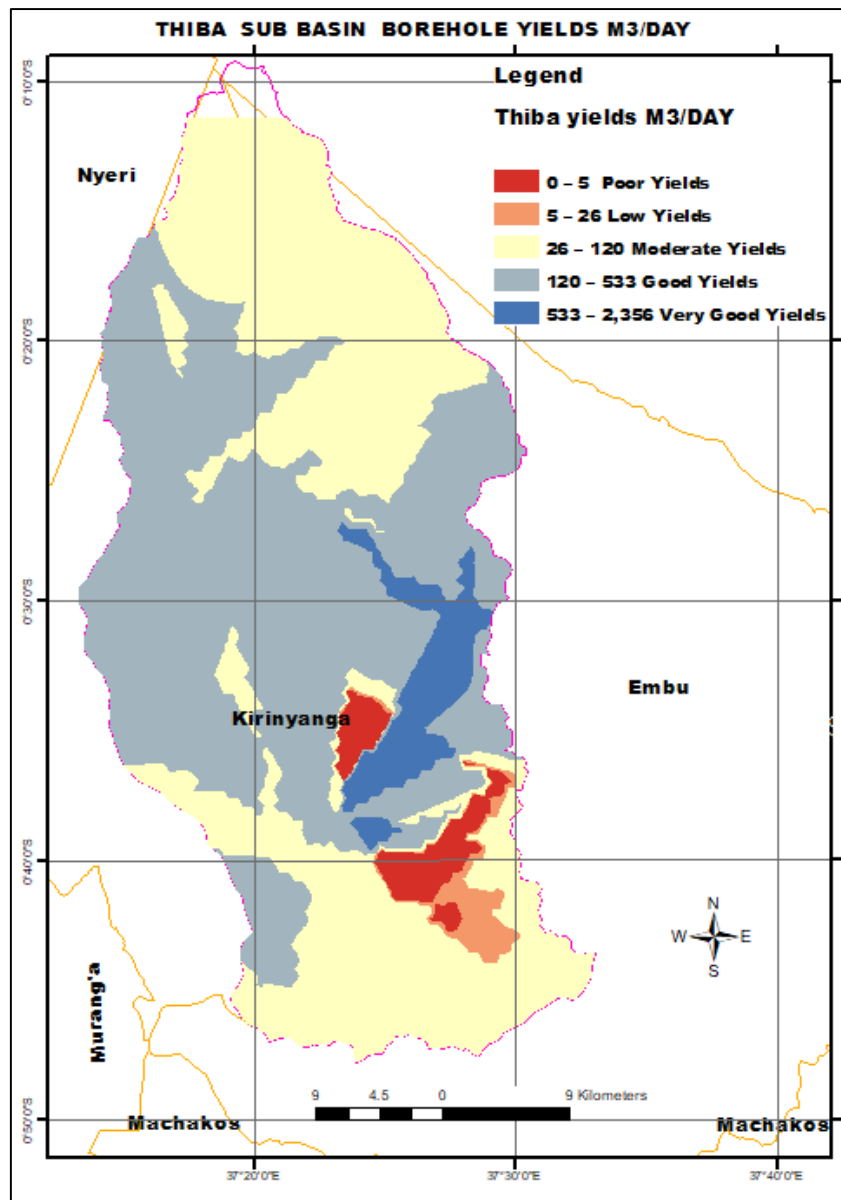 THIBA SUB BASIN BOREHOLE YIELDS M3/DAY
Legend
Thiba yields M3/DAY
0 – 5 Poor Yields
5 – 26 Low Yields
26 – 120 Moderate Yields
120 – 533 Good Yields
533 – 2,356 Very Good Yields
0°10'0"S
Nyeri
0°20'0"S
0°30'0"S
Embu
Kirinyanga
0°40'0"S
N
W E
S
Murang'a
9 4.5 0 9 Kilometers
0°50'0"S
Machakos
Machakos
37°20'0"E 37°30'0"E 37°40'0"E